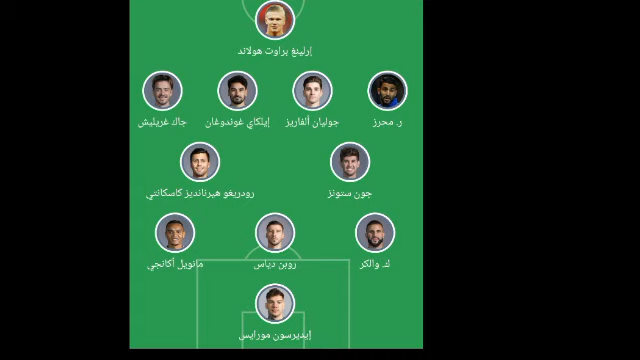 إرلينغ براوت هولاند
ر. محرز جوليان ألفاريز إيلكاي غوندوغان جاك غريليش
جون ستونز رودريغو هيرنانديز كاسكانتي
ك. والكر روبن دياس مانويل أكانجي
إيديرسون مورايس